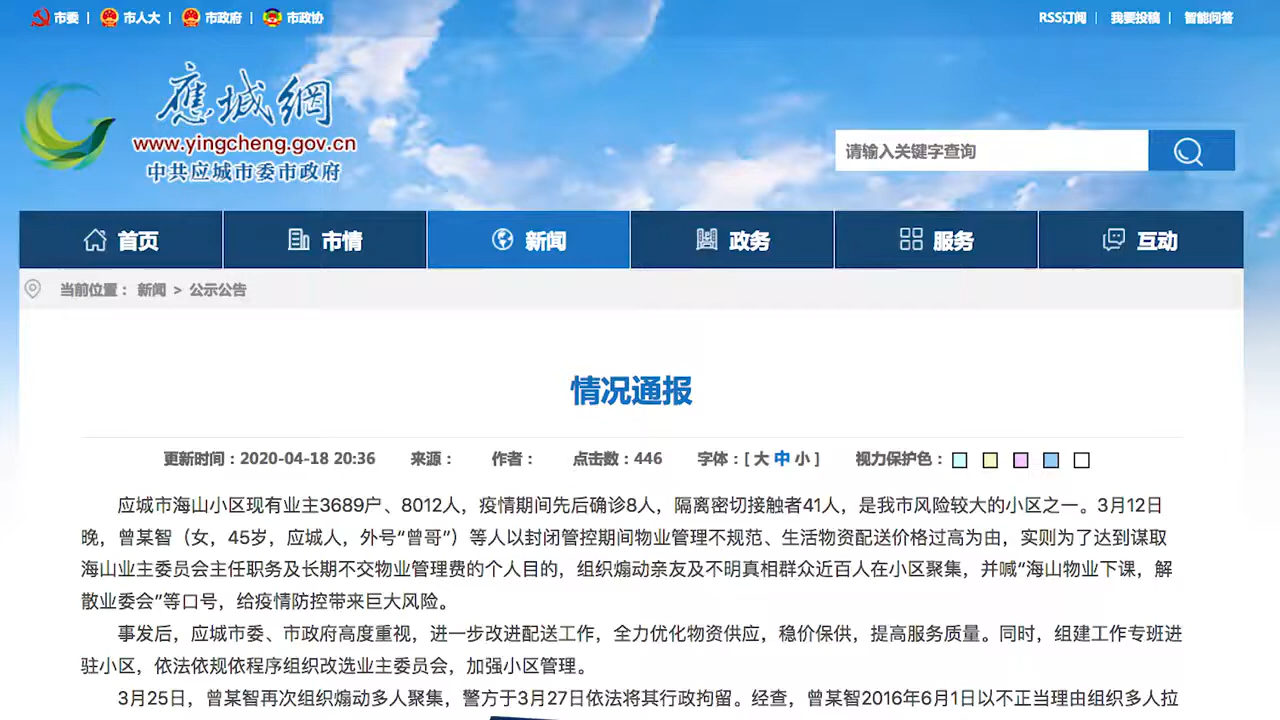 市委 | 市人大 | 市政府 | 市政协
RSS订阅 | 我要投稿 | 智能问答
應城網
www.yingcheng.gov.cn
中共应城市委市政府
请输入关键字查询
首页 市情 新闻 政务 服务 互动
当前位置： 新闻 > 公示公告
情况通报
更新时间：2020-04-18 20:36 来源： 作者： 点击数：446 字体：[ 大 中 小 ] 视力保护色：
应城市海山小区现有业主3689户、8012人，疫情期间先后确诊8人，隔离密切接触者41人，是我市风险较大的小区之一。3月12日
晚，曾某智（女，45岁，应城人，外号“曾哥”）等人以封闭管控期间物业管理不规范、生活物资配送价格过高为由，实则为了达到谋取
海山业主委员会主任职务及长期不交物业管理费的个人目的，组织煽动亲友及不明真相群众近百人在小区聚集，并喊“海山物业下课，解
散业委会”等口号，给疫情防控带来巨大风险。
事发后，应城市委、市政府高度重视，进一步改进配送工作，全力优化物资供应，稳价保供，提高服务质量。同时，组建工作专班进
驻小区，依法依规依程序组织改选业主委员会，加强小区管理。
3月25日，曾某智再次组织煽动多人聚集，警方于3月27日依法将其行政拘留。经查，曾某智2016年6月1日以不正当理由组织多人拉